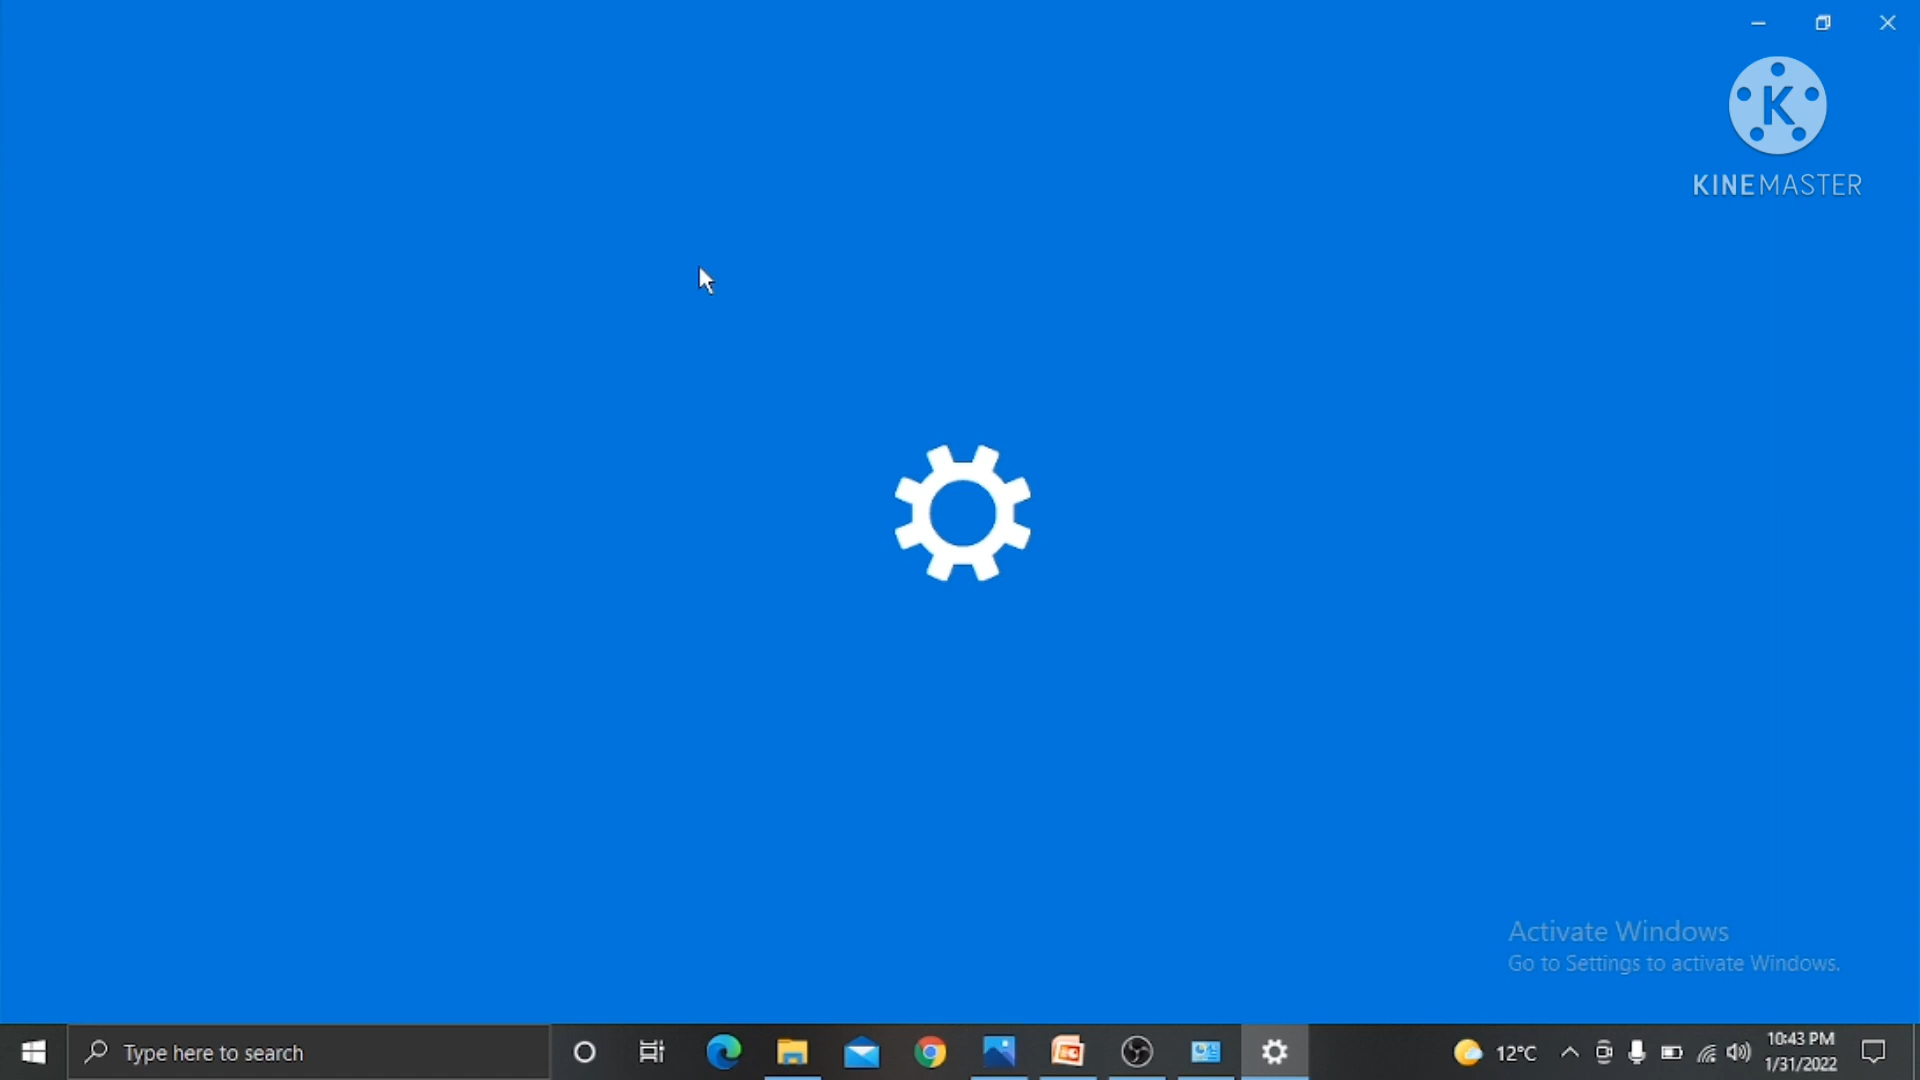 K
KINEMASTER
Activate Windows
Go to Settings to activate Windows.
Type here to search
12°C
10:43 PM
1/31/2022